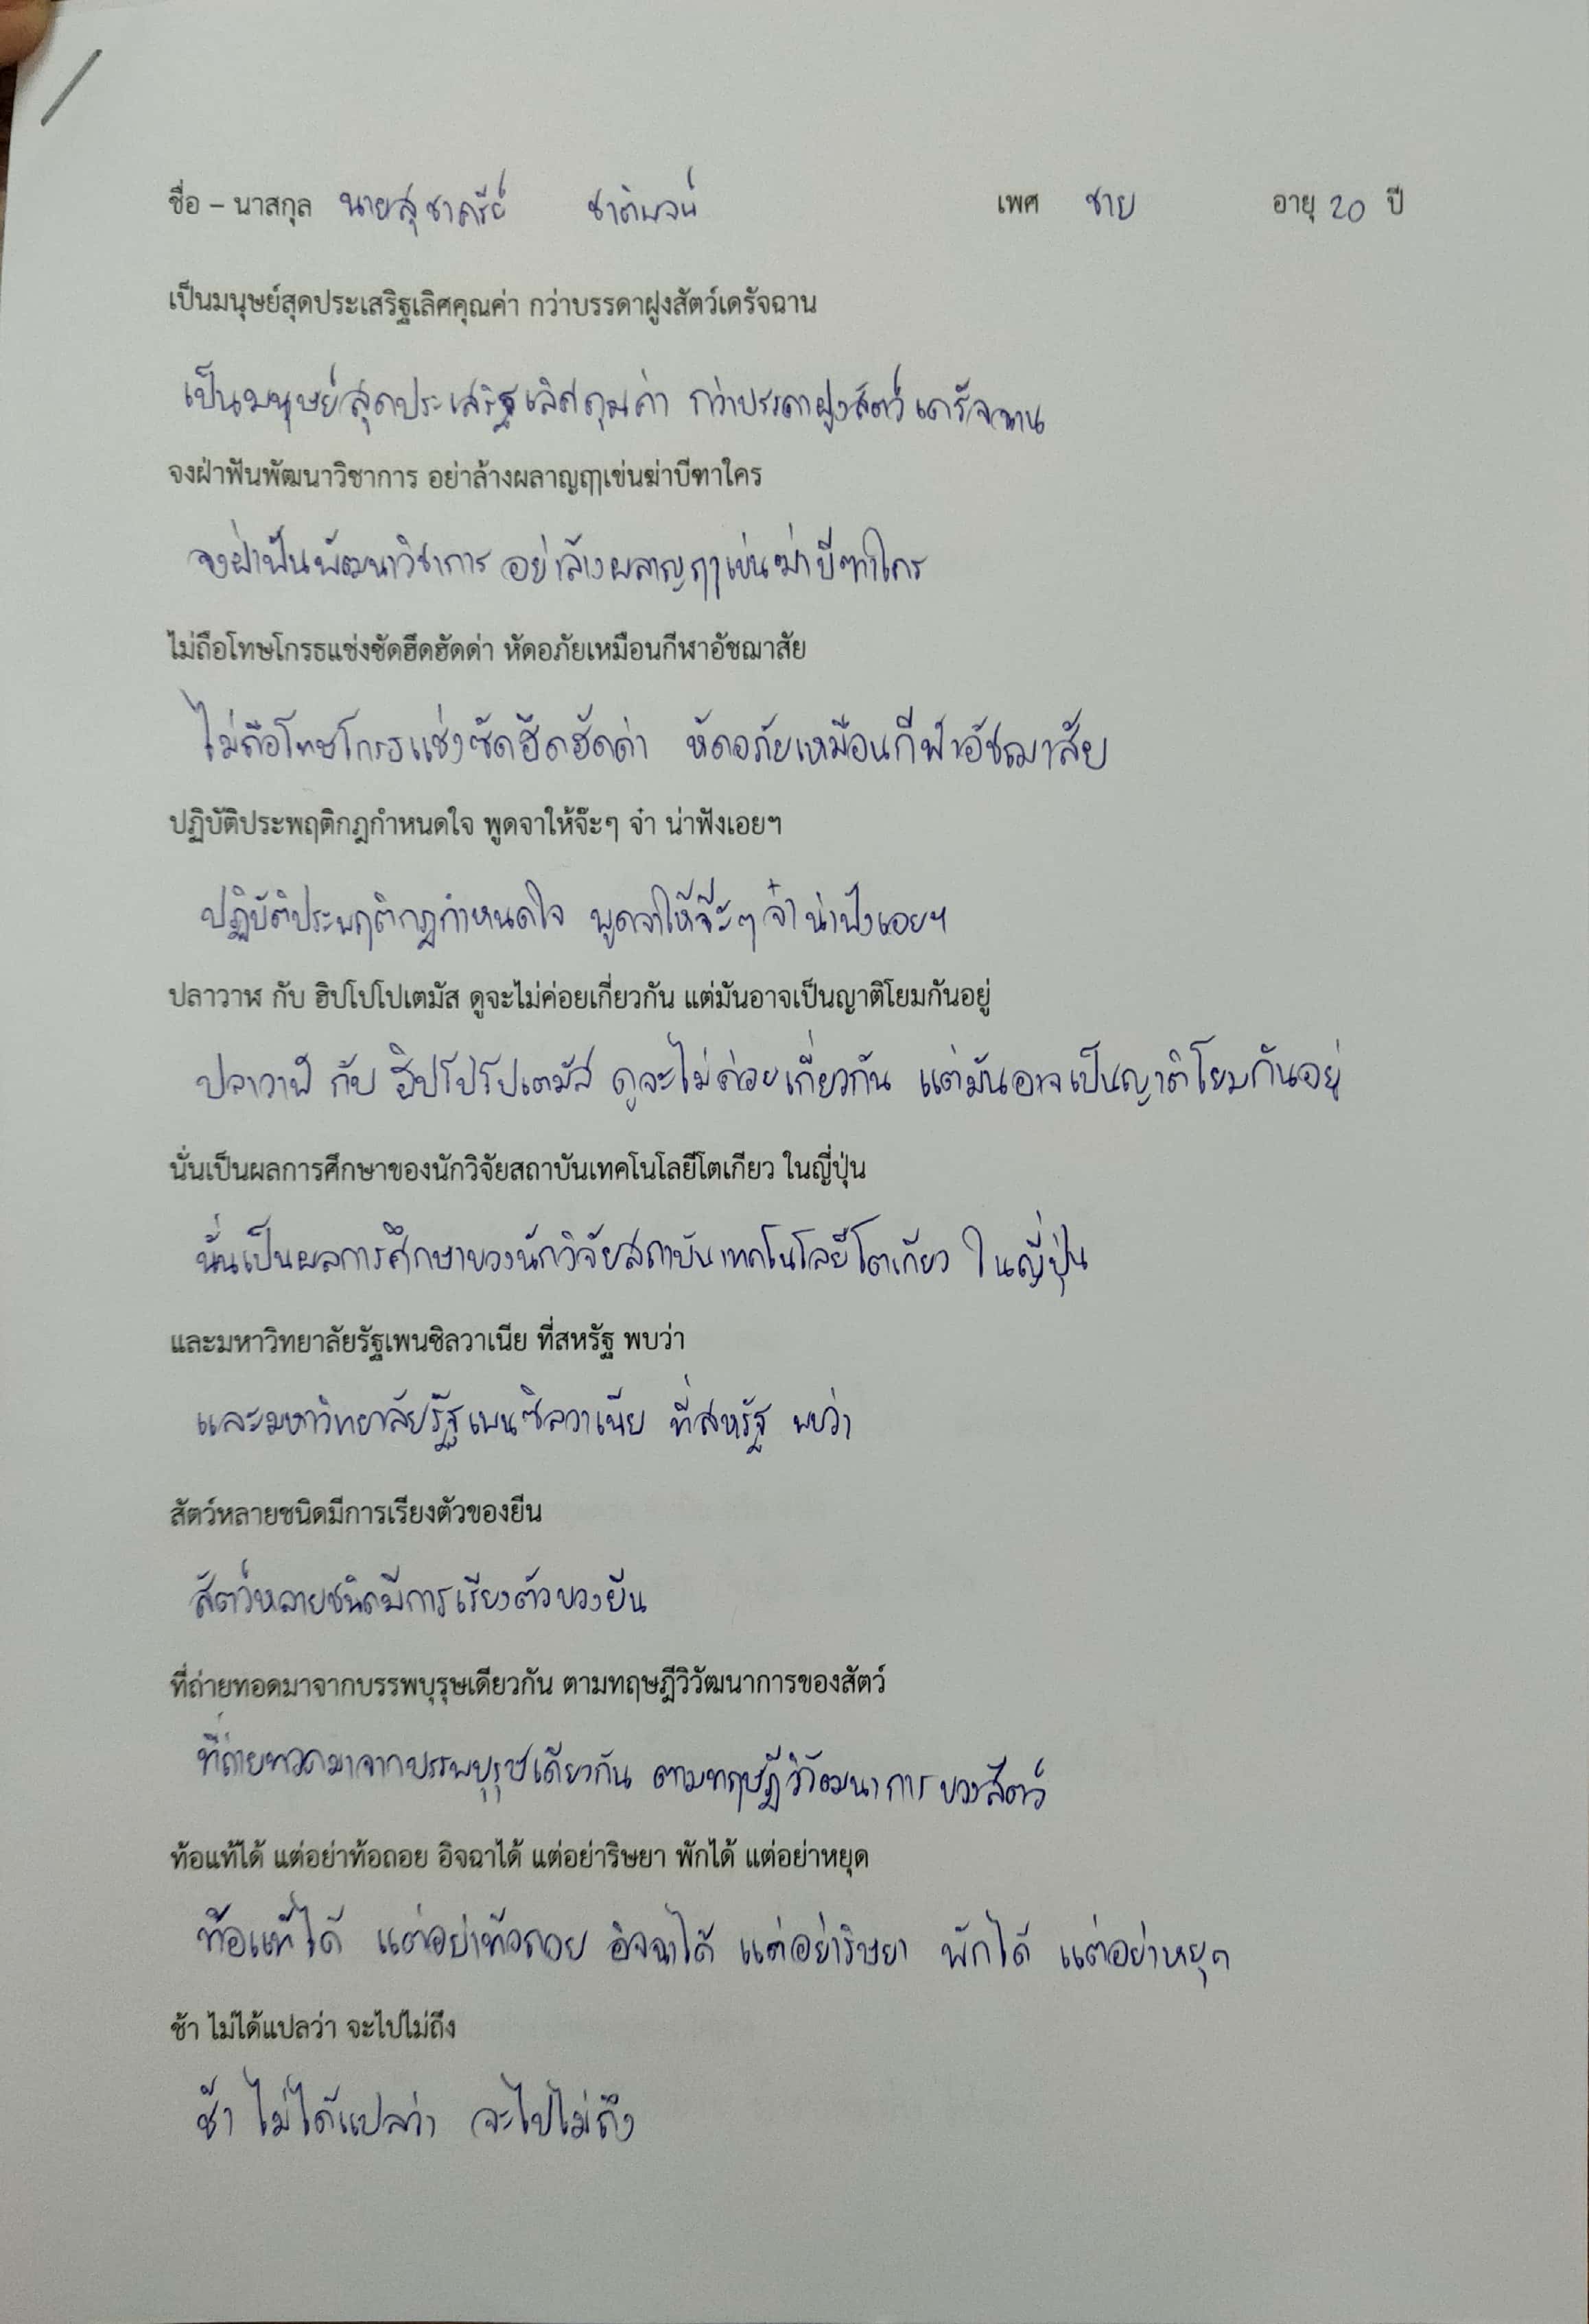 ชื่อ – นาสกุล นายสุชาครีย์ ชาติพจน์ เพศ ชาย อายุ 20 ปี
เป็นมนุษย์สุดประเสริฐเลิศคุณค่า กว่าบรรดาฝูงสัตว์เดรัจฉาน
เป็นมนุษย์สุดประเสริฐเลิศคุณค่า กว่าบรรดาฝูงสัตว์เดรัจฉาน
จงฝ่าฟันพัฒนาวิชาการ อย่าล้างผลาญฤๅเข่นฆ่าบีฑาใคร
จงฝ่าฟันพัฒนาวิชาการ อย่าล้างผลาญฤๅเข่นฆ่าบีฑาใคร
ไม่ถือโทษโกรธแช่งซัดฮึดฮัดด่า หัดอภัยเหมือนกีฬาอัชฌาสัย
ไม่ถือโทษโกรธแช่งซัดฮึดฮัดด่า หัดอภัยเหมือนกีฬาอัชฌาสัย
ปฏิบัติประพฤติกฎกำหนดใจ พูดจาให้จ๊ะๆ จ๋า น่าฟังเอยฯ
ปฏิบัติประพฤติกฎกำหนดใจ พูดจาให้จ๊ะๆ จ๋า น่าฟังเอยฯ
ปลาวาฬ กับ ฮิปโปโปเตมัส ดูจะไม่ค่อยเกี่ยวกัน แต่มันอาจเป็นญาติโยมกันอยู่
ปลาวาฬ กับ ฮิปโปโปเตมัส ดูจะไม่ค่อยเกี่ยวกัน แต่มันอาจเป็นญาติโยมกันอยู่
นั่นเป็นผลการศึกษาของนักวิจัยสถาบันเทคโนโลยีโตเกียว ในญี่ปุ่น
นั่นเป็นผลการศึกษาของนักวิจัยสถาบันเทคโนโลยีโตเกียว ในญี่ปุ่น
และมหาวิทยาลัยรัฐเพนซิลวาเนีย ที่สหรัฐ พบว่า
และมหาวิทยาลัยรัฐเพนซิลวาเนีย ที่สหรัฐ พบว่า
สัตว์หลายชนิดมีการเรียงตัวของยีน
สัตว์หลายชนิดมีการเรียงตัวของยีน
ที่ถ่ายทอดมาจากบรรพบุรุษเดียวกัน ตามทฤษฎีวิวัฒนาการของสัตว์
ที่ถ่ายทอดมาจากบรรพบุรุษเดียวกัน ตามทฤษฎีวิวัฒนาการของสัตว์
ท้อแท้ได้ แต่อย่าท้อถอย อิจฉาได้ แต่อย่าริษยา พักได้ แต่อย่าหยุด
ท้อแท้ได้ แต่อย่าท้อถอย อิจฉาได้ แต่อย่าริษยา พักได้ แต่อย่าหยุด
ช้า ไม่ได้แปลว่า จะไปไม่ถึง
ช้า ไม่ได้แปลว่า จะไปไม่ถึง